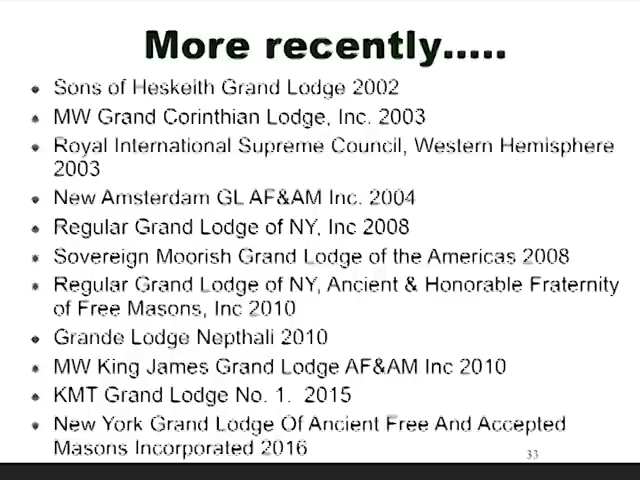 More recently.....
Sons of Heskeith Grand Lodge 2002
MW Grand Corinthian Lodge, Inc. 2003
Royal International Supreme Council, Western Hemisphere
2003
New Amsterdam GL AF&AM Inc. 2004
Regular Grand Lodge of NY, Inc 2008
Sovereign Moorish Grand Lodge of the Americas 2008
Regular Grand Lodge of NY, Ancient & Honorable Fraternity
of Free Masons, Inc 2010
Grande Lodge Nepthali 2010
MW King James Grand Lodge AF&AM Inc 2010
KMT Grand Lodge No. 1. 2015
New York Grand Lodge Of Ancient Free And Accepted
Masons Incorporated 2016
33